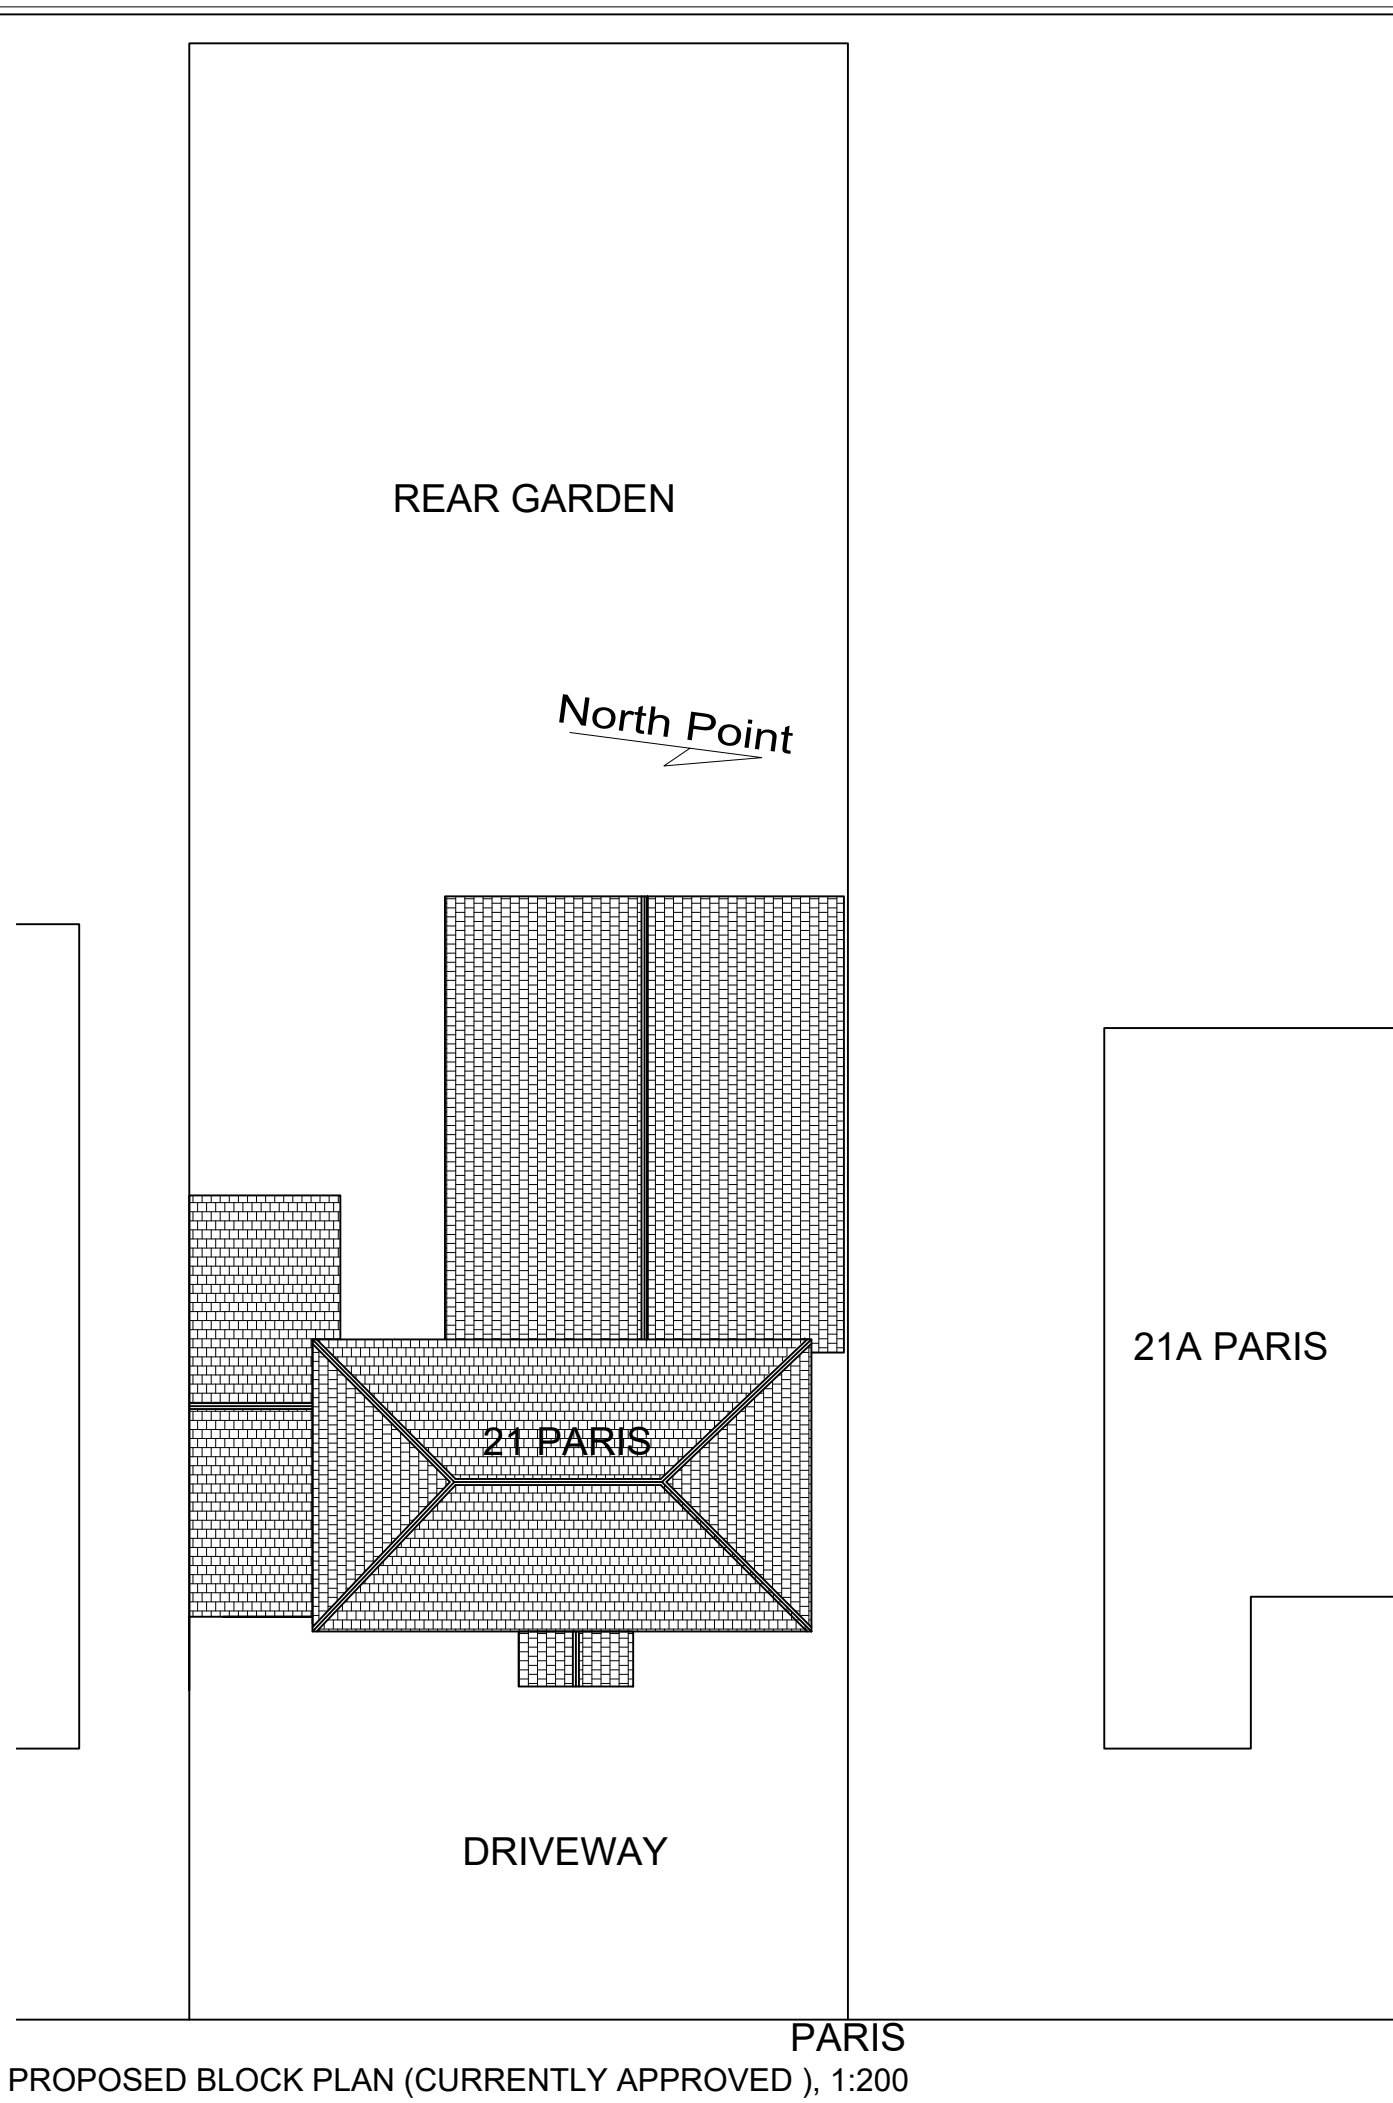 REAR GARDEN
North Point
21A PARIS
21 PARIS
DRIVEWAY
PARIS
PROPOSED BLOCK PLAN (CURRENTLY APPROVED ), 1:200